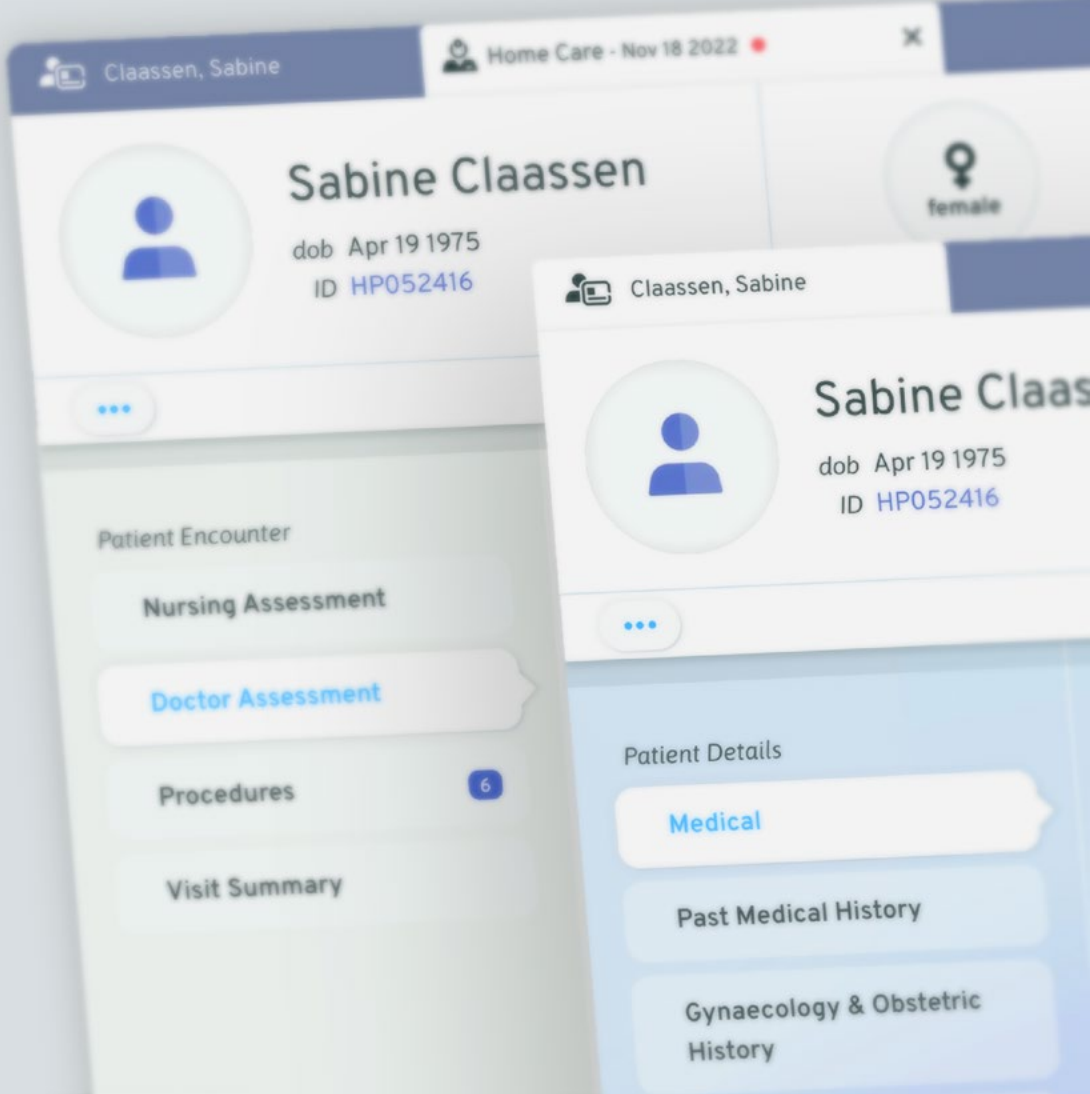 Claassen, Sabine
Home Care - Nov 18 2022
Sabine Claassen
dob Apr 19 1975
ID HP052416
female
Patient Encounter
Nursing Assessment
Doctor Assessment
Procedures 6
Visit Summary
Claassen, Sabine
Sabine Claas
dob Apr 19 1975
ID HP052416
Patient Details
Medical
Past Medical History
Gynaecology & Obstetric
History